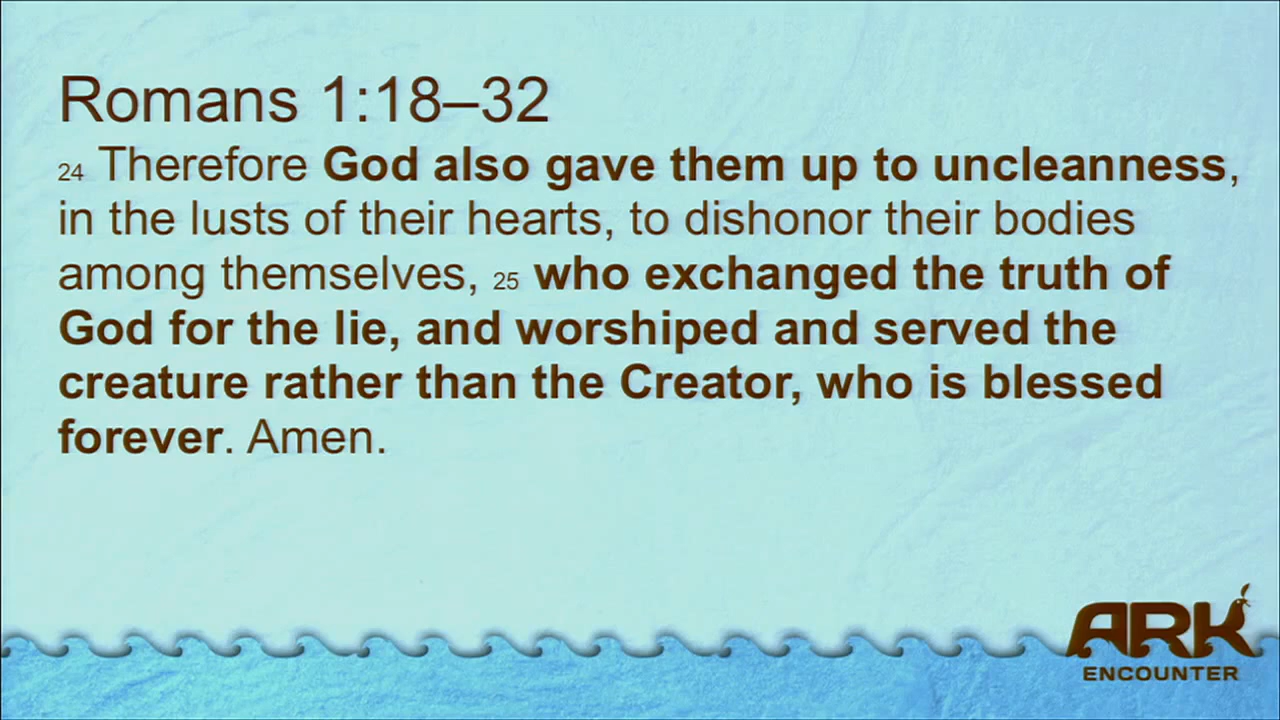 Romans 1:18–32
24 Therefore God also gave them up to uncleanness,
in the lusts of their hearts, to dishonor their bodies
among themselves, 25 who exchanged the truth of
God for the lie, and worshiped and served the
creature rather than the Creator, who is blessed
forever. Amen.
ARK
ENCOUNTER